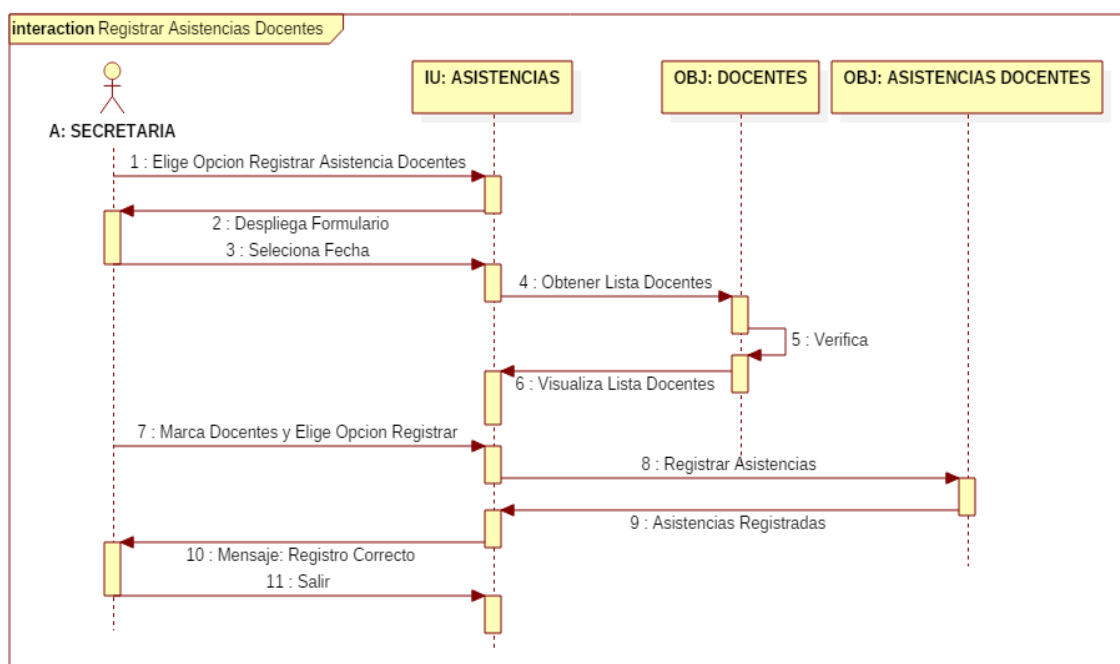 interaction Registrar Asistencias Docentes
IU: ASISTENCIAS
OBJ: DOCENTES
OBJ: ASISTENCIAS DOCENTES
A: SECRETARIA
1 : Elige Opcion Registrar Asistencia Docentes
2 : Despliega Formulario
3 : Seleciona Fecha
4 : Obtener Lista Docentes
5 : Verifica
6 : Visualiza Lista Docentes
7 : Marca Docentes y Elige Opcion Registrar
8 : Registrar Asistencias
9 : Asistencias Registradas
10 : Mensaje: Registro Correcto
11 : Salir